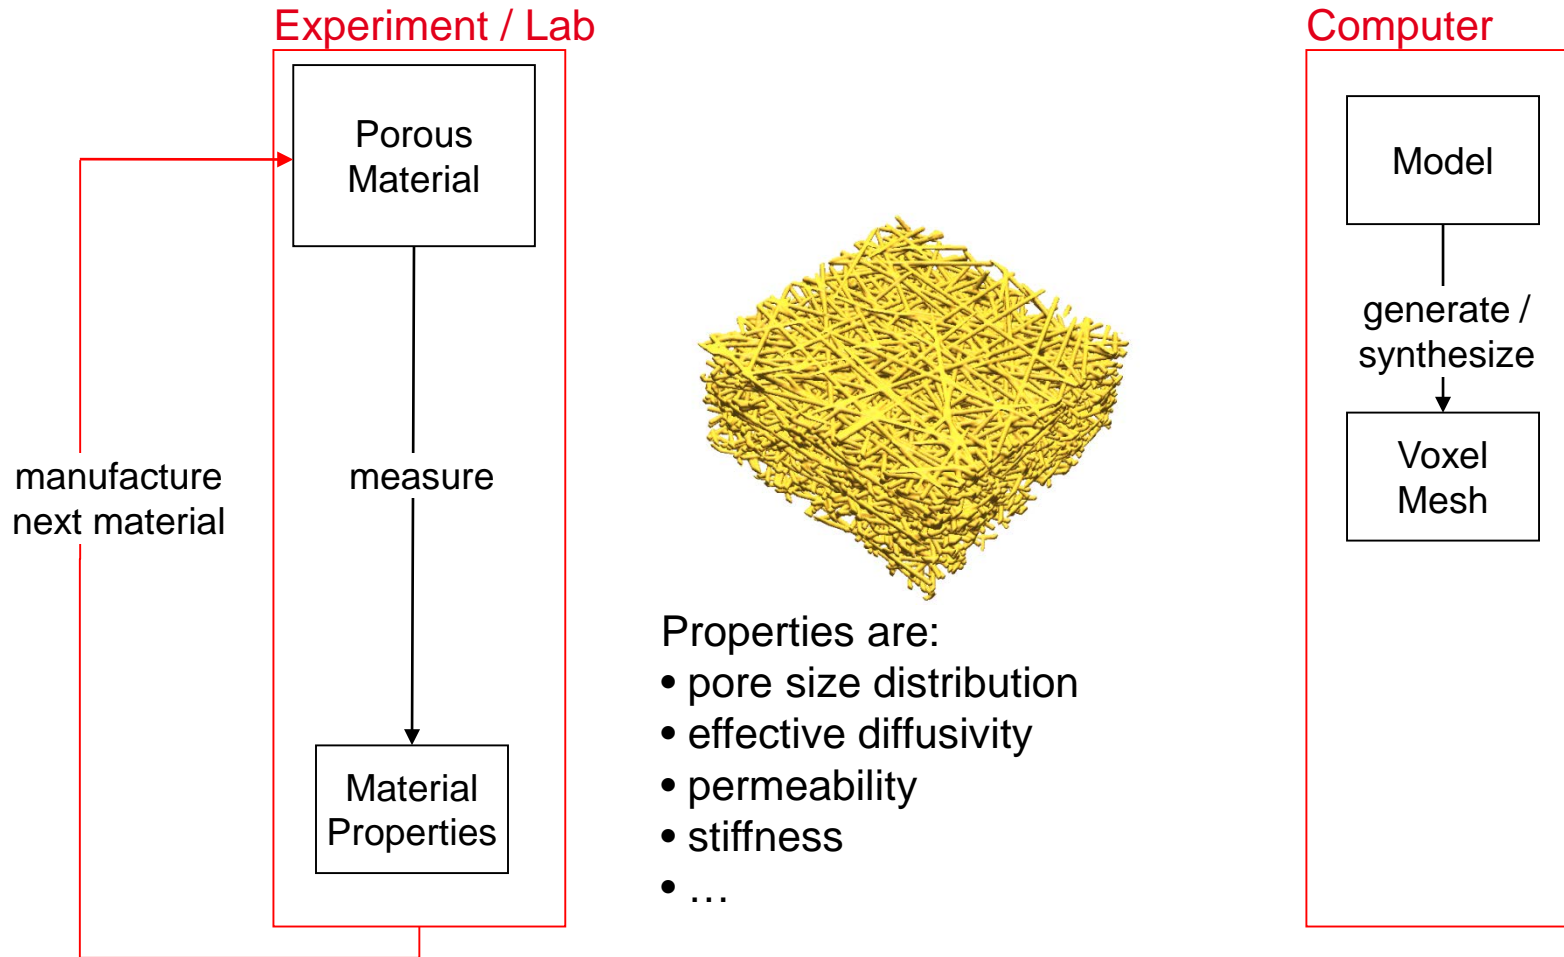 Experiment / Lab
Porous
Material
manufacture
next material
measure
Material
Properties
Properties are:
• pore size distribution
• effective diffusivity
• permeability
• stiffness
• …
Computer
Model
generate /
synthesize
Voxel
Mesh